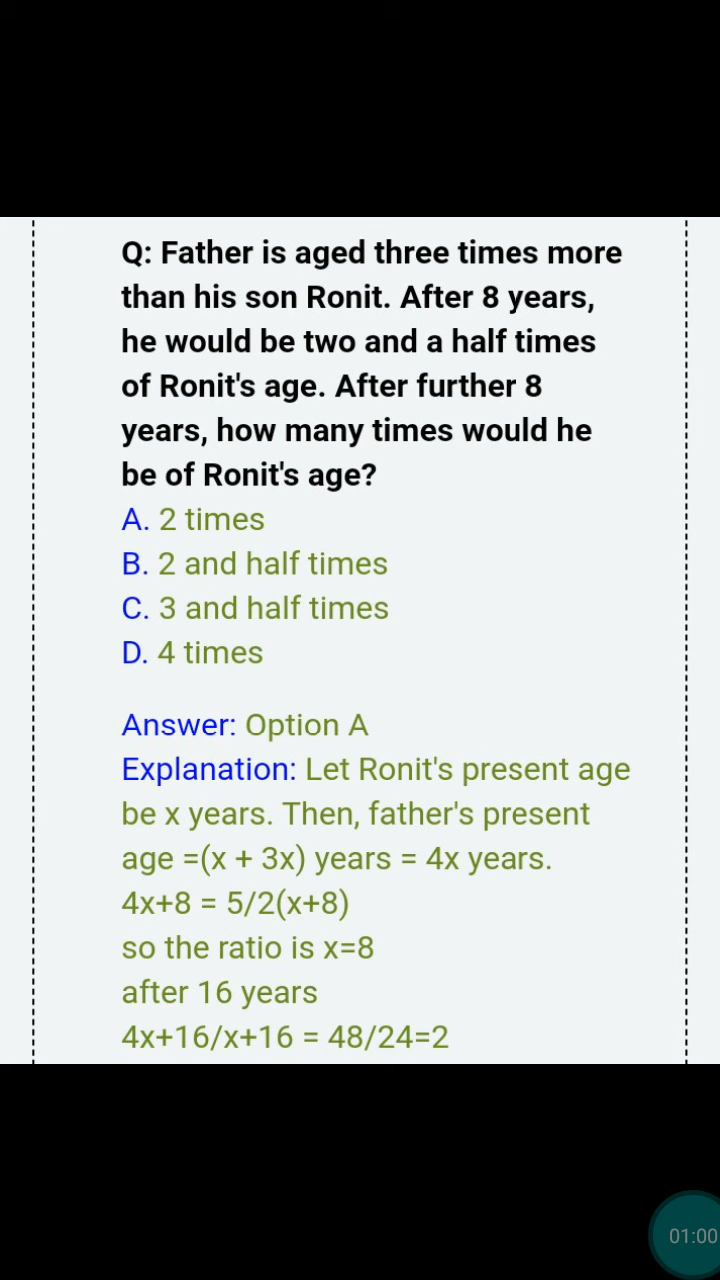 Q: Father is aged three times more
than his son Ronit. After 8 years,
he would be two and a half times
of Ronit's age. After further 8
years, how many times would he
be of Ronit's age?
A. 2 times
B. 2 and half times
C. 3 and half times
D. 4 times
Answer: Option A
Explanation: Let Ronit's present age
be x years. Then, father's present
age =(x + 3x) years = 4x years.
4x+8 = 5/2(x+8)
so the ratio is x=8
after 16 years
4x+16/x+16 = 48/24=2
01:00